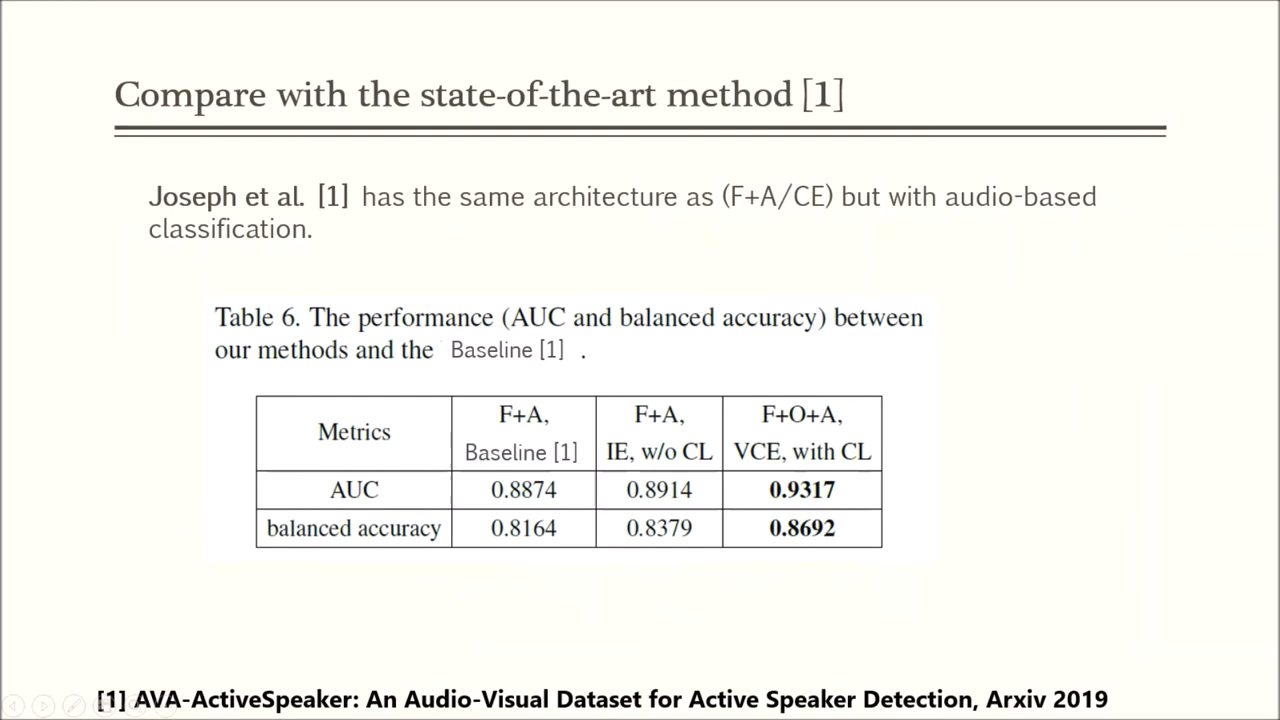 Compare with the state-of-the-art method [1]
Joseph et al. [1] has the same architecture as (F+A/CE) but with audio-based
classification.
Table 6. The performance (AUC and balanced accuracy) between
our methods and the Baseline [1] .
Metrics F+A, Baseline [1] F+A, IE, w/o CL F+O+A, VCE, with CL
AUC 0.8874 0.8914 0.9317
balanced accuracy 0.8164 0.8379 0.8692
[1] AVA-ActiveSpeaker: An Audio-Visual Dataset for Active Speaker Detection, Arxiv 2019